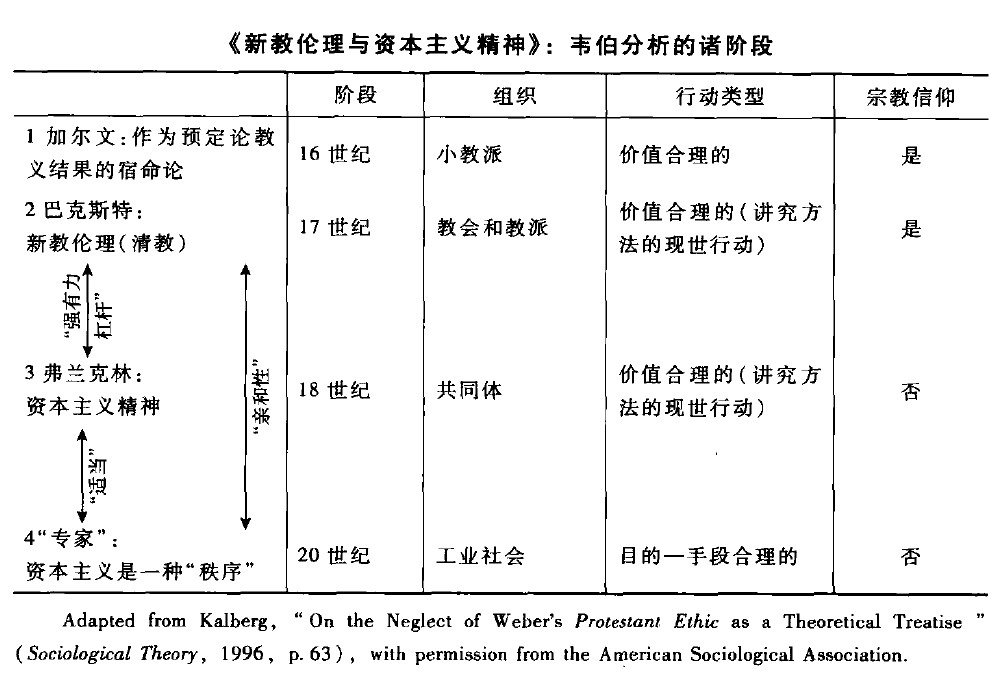 《新教伦理与资本主义精神》：韦伯分析的诸阶段
阶段 组织 行动类型 宗教信仰
1 加尔文：作为预定论教
义结果的宿命论
16 世纪 小教派 价值合理的 是
2 巴克斯特：
新教伦理（清教）
17 世纪 教会和教派 价值合理的（讲究方
法的现世行动） 是
“强有力
杠杆”
“亲和性”
3 弗兰克林：
资本主义精神
18 世纪 共同体 价值合理的（讲究方
法的现世行动） 否
“适当”
4“专家”：
资本主义是一种“秩序”
20 世纪 工业社会 目的—手段合理的 否
Adapted from Kalberg, “On the Neglect of Weber's Protestant Ethic as a Theoretical Treatise”
(Sociological Theory, 1996, p. 63), with permission from the American Sociological Association.